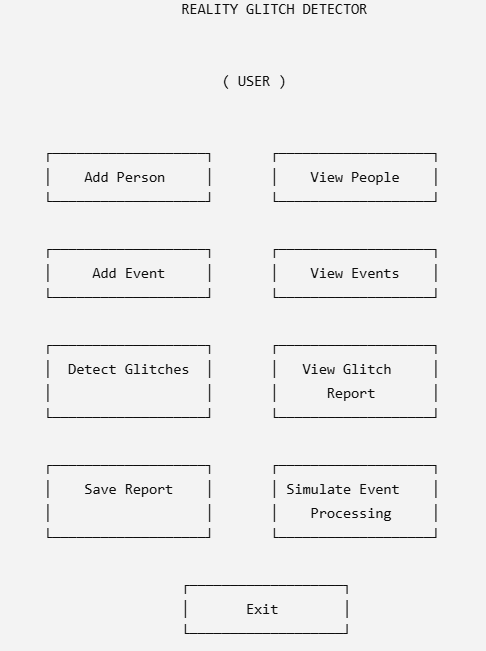 REALITY GLITCH DETECTOR
( USER )
Add Person
View People
Add Event
View Events
Detect Glitches
View Glitch
Report
Save Report
Simulate Event
Processing
Exit